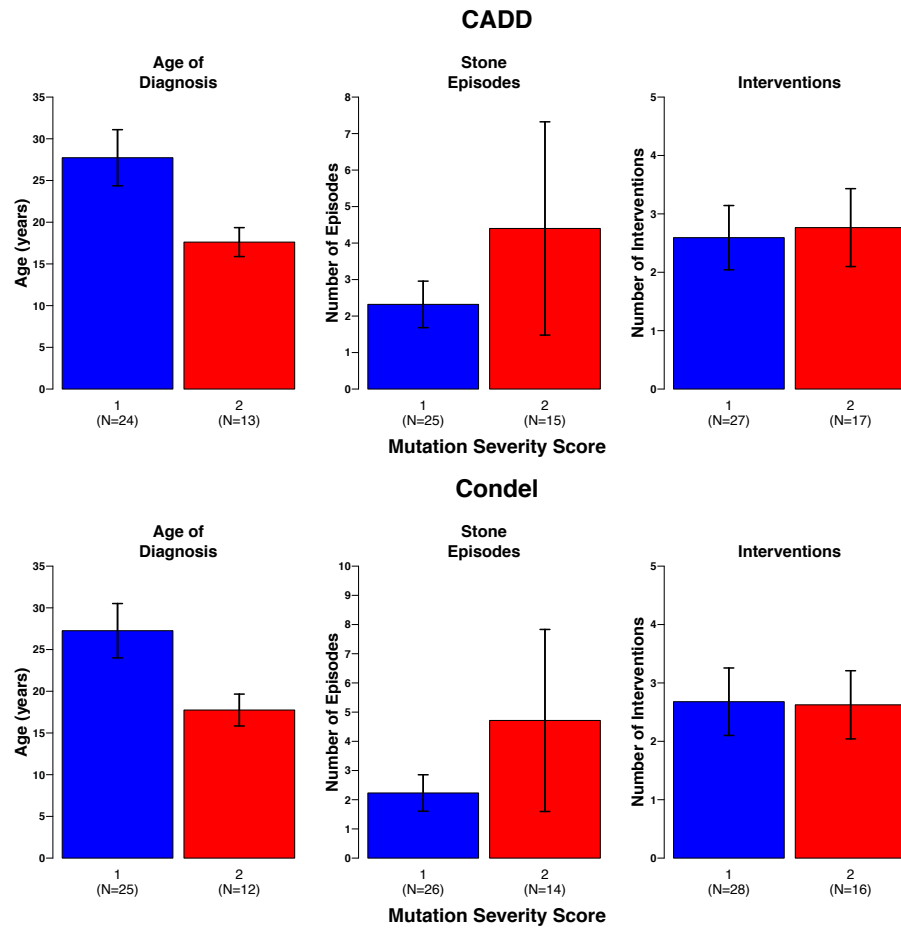 CADD
Age of
Diagnosis
Age (years)
35
30
25
20
15
10
5
0
1
(N=24)
2
(N=13)
Stone
Episodes
Number of Episodes
8
7
6
5
4
3
2
1
0
1
(N=25)
2
(N=15)
Interventions
Number of Interventions
5
4
3
2
1
0
1
(N=27)
2
(N=17)
Mutation Severity Score
Condel
Age of
Diagnosis
Age (years)
35
30
25
20
15
10
5
0
1
(N=25)
2
(N=12)
Stone
Episodes
Number of Episodes
10
9
8
7
6
5
4
3
2
1
0
1
(N=26)
2
(N=14)
Interventions
Number of Interventions
5
4
3
2
1
0
1
(N=28)
2
(N=16)
Mutation Severity Score